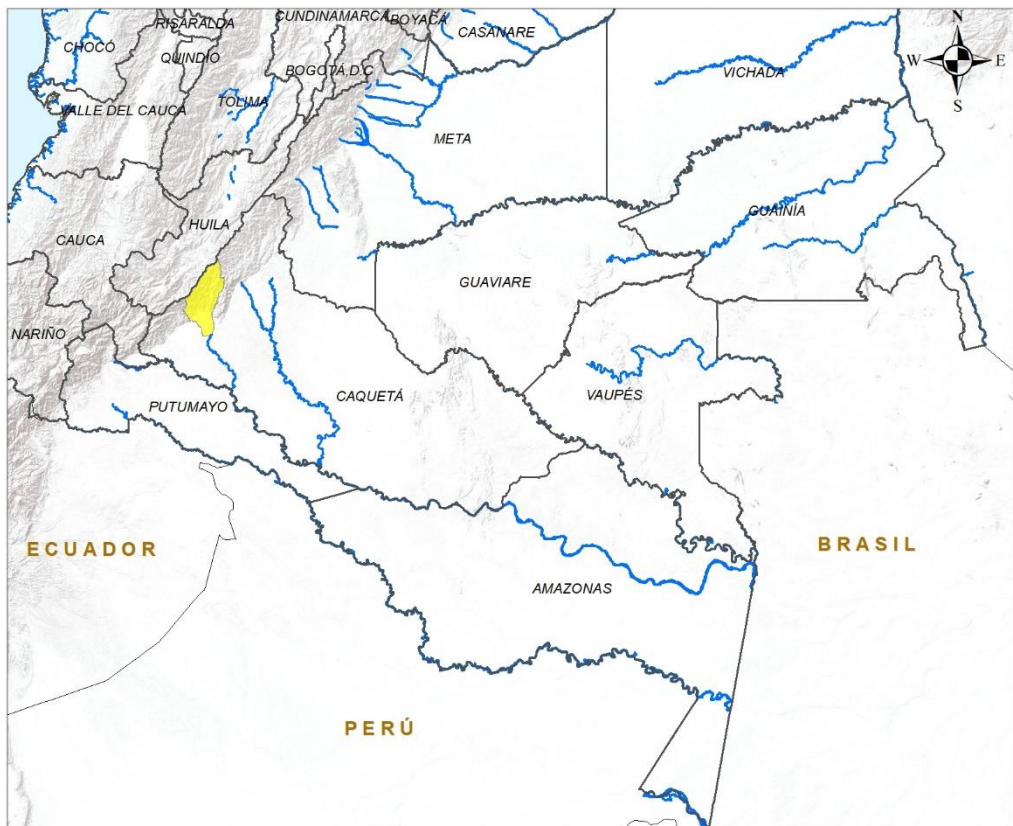 RISARALDA
CUNDINAMARCA
BOYACÁ
CASANARE
N
CHOCÓ
QUINDIO
BOGOTÁ,D.C
VICHADA
W
E
S
TOLIMA
VALLE DEL CAUCA
META
HUILA
GUAINÍA
CAUCA
GUAVIARE
NARIÑO
CAQUETÁ
VAUPÉS
PUTUMAYO
ECUADOR
BRASIL
AMAZONAS
PERÚ